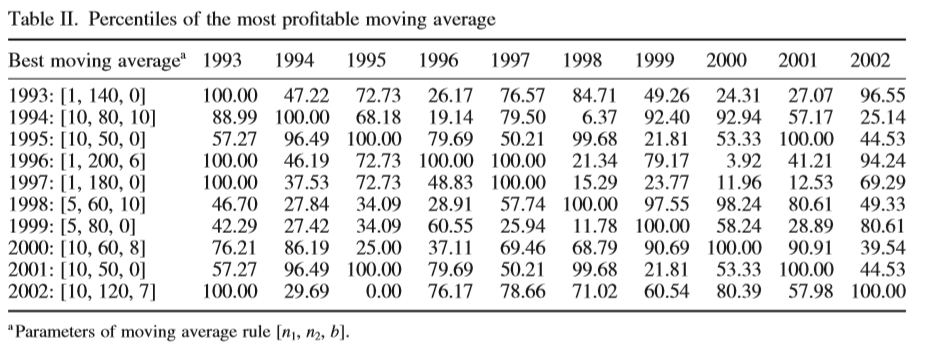 Table II. Percentiles of the most profitable moving average
Best moving averageᵃ 1993 1994 1995 1996 1997 1998 1999 2000 2001 2002
1993: [1, 140, 0] 100.00 47.22 72.73 26.17 76.57 84.71 49.26 24.31 27.07 96.55
1994: [10, 80, 10] 88.99 100.00 68.18 19.14 79.50 6.37 92.40 92.94 57.17 25.14
1995: [10, 50, 0] 57.27 96.49 100.00 79.69 50.21 99.68 21.81 53.33 100.00 44.53
1996: [1, 200, 6] 100.00 46.19 72.73 100.00 100.00 21.34 79.17 3.92 41.21 94.24
1997: [1, 180, 0] 100.00 37.53 72.73 48.83 100.00 15.29 23.77 11.96 12.53 69.29
1998: [5, 60, 10] 46.70 27.84 34.09 28.91 57.74 100.00 97.55 98.24 80.61 49.33
1999: [5, 80, 0] 42.29 27.42 34.09 60.55 25.94 11.78 100.00 58.24 28.89 80.61
2000: [10, 60, 8] 76.21 86.19 25.00 37.11 69.46 68.79 90.69 100.00 90.91 39.54
2001: [10, 50, 0] 57.27 96.49 100.00 79.69 50.21 99.68 21.81 53.33 100.00 44.53
2002: [10, 120, 7] 100.00 29.69 0.00 76.17 78.66 71.02 60.54 80.39 57.98 100.00
ᵃParameters of moving average rule [n₁, n₂, b].